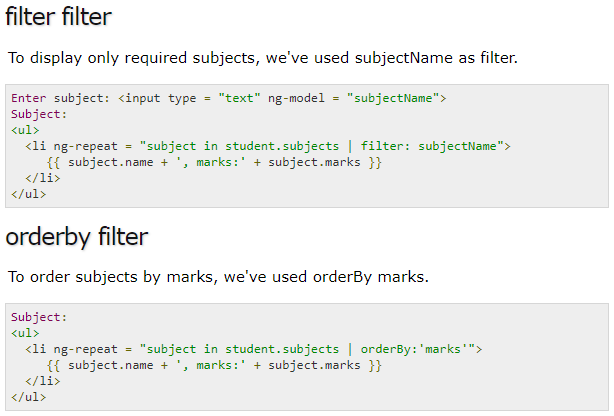 filter filter
To display only required subjects, we've used subjectName as filter.
Enter subject: <input type = "text" ng-model = "subjectName">
Subject:
<ul>
  <li ng-repeat = "subject in student.subjects | filter: subjectName">
     {{ subject.name + ', marks:' + subject.marks }}
  </li>
</ul>
orderby filter
To order subjects by marks, we've used orderBy marks.
Subject:
<ul>
  <li ng-repeat = "subject in student.subjects | orderBy:'marks'">
     {{ subject.name + ', marks:' + subject.marks }}
  </li>
</ul>